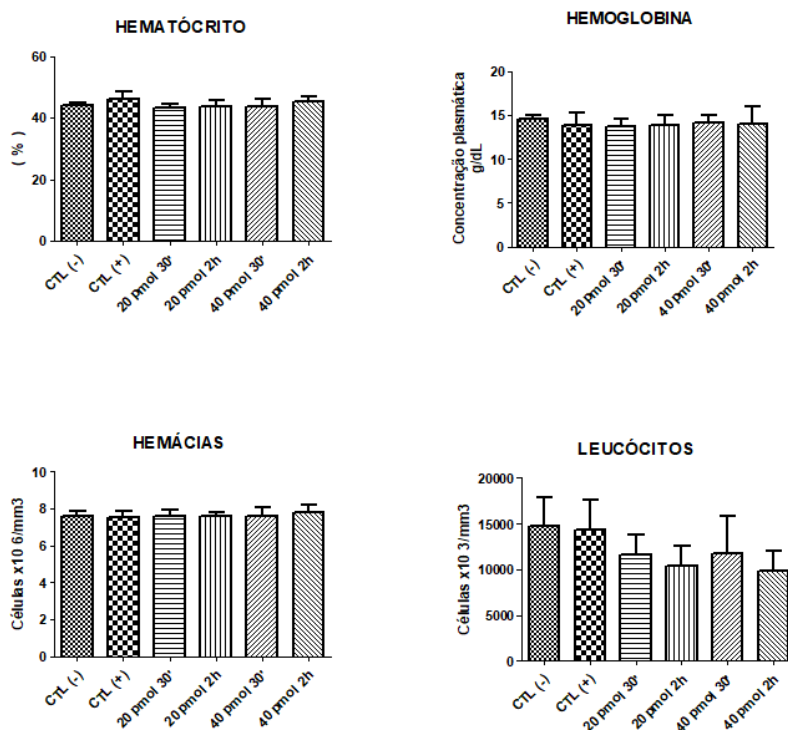 HEMATÓCRITO
60
40
20
0
( % )
CTL (-)
CTL (+)
20 pmol 30'
20 pmol 2h
40 pmol 30'
40 pmol 2h
HEMOGLOBINA
20
15
10
5
0
Concentração plasmática
g/dL
CTL (-)
CTL (+)
20 pmol 30'
20 pmol 2h
40 pmol 30'
40 pmol 2h
HEMÁCIAS
10
8
6
4
2
0
Células x10 6/mm3
CTL (-)
CTL (+)
20 pmol 30'
20 pmol 2h
40 pmol 30'
40 pmol 2h
LEUCÓCITOS
20000
15000
10000
5000
0
Células x10 3/mm3
CTL (-)
CTL (+)
20 pmol 30'
20 pmol 2h
40 pmol 30'
40 pmol 2h